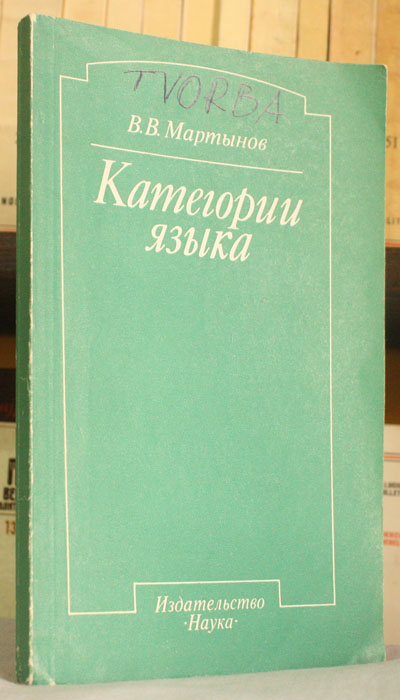 TVORBA
В.В. Мартынов
Категории
языка
Издательство
·Наука·